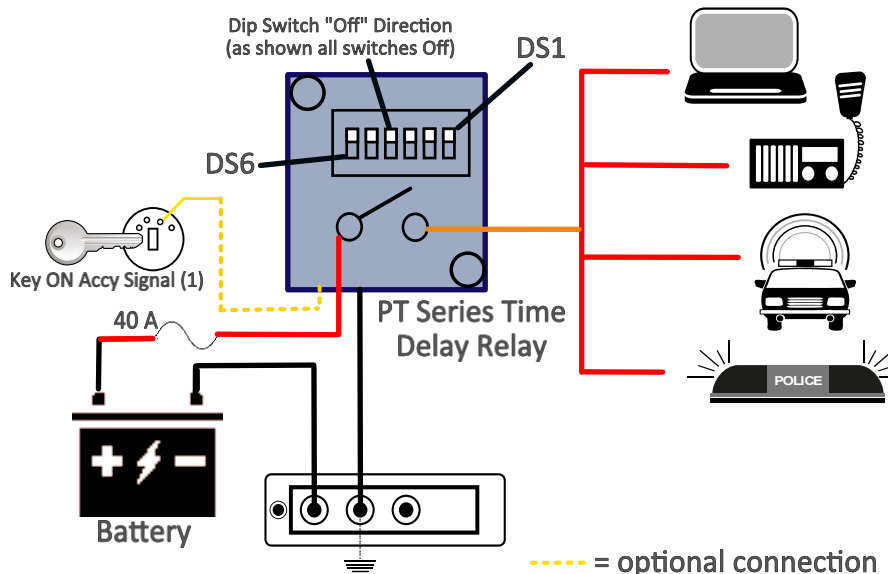 Dip Switch "Off" Direction
(as shown all switches Off)
DS1
DS6
Key ON Accy Signal (1)
40 A
PT Series Time
Delay Relay
POLICE
Battery
= optional connection